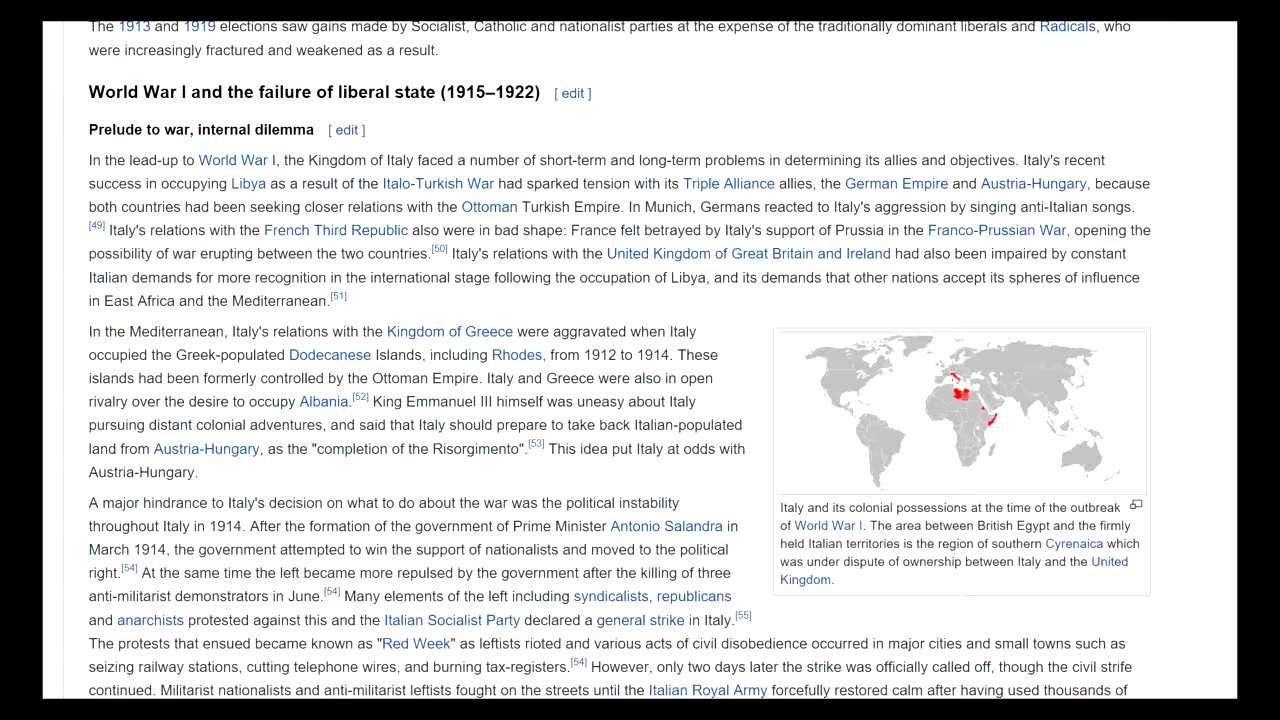 The 1913 and 1919 elections saw gains made by Socialist, Catholic and nationalist parties at the expense of the traditionally dominant liberals and Radicals, who
were increasingly fractured and weakened as a result.
World War I and the failure of liberal state (1915–1922) [ edit ]
Prelude to war, internal dilemma [ edit ]
In the lead-up to World War I, the Kingdom of Italy faced a number of short-term and long-term problems in determining its allies and objectives. Italy's recent
success in occupying Libya as a result of the Italo-Turkish War had sparked tension with its Triple Alliance allies, the German Empire and Austria-Hungary, because
both countries had been seeking closer relations with the Ottoman Turkish Empire. In Munich, Germans reacted to Italy's aggression by singing anti-Italian songs.
[49] Italy's relations with the French Third Republic also were in bad shape: France felt betrayed by Italy's support of Prussia in the Franco-Prussian War, opening the
possibility of war erupting between the two countries.[50] Italy's relations with the United Kingdom of Great Britain and Ireland had also been impaired by constant
Italian demands for more recognition in the international stage following the occupation of Libya, and its demands that other nations accept its spheres of influence
in East Africa and the Mediterranean.[51]
In the Mediterranean, Italy's relations with the Kingdom of Greece were aggravated when Italy
occupied the Greek-populated Dodecanese Islands, including Rhodes, from 1912 to 1914. These
islands had been formerly controlled by the Ottoman Empire. Italy and Greece were also in open
rivalry over the desire to occupy Albania.[52] King Emmanuel III himself was uneasy about Italy
pursuing distant colonial adventures, and said that Italy should prepare to take back Italian-populated
land from Austria-Hungary, as the "completion of the Risorgimento".[53] This idea put Italy at odds with
Austria-Hungary.
A major hindrance to Italy's decision on what to do about the war was the political instability
throughout Italy in 1914. After the formation of the government of Prime Minister Antonio Salandra in
March 1914, the government attempted to win the support of nationalists and moved to the political
right.[54] At the same time the left became more repulsed by the government after the killing of three
anti-militarist demonstrators in June.[54] Many elements of the left including syndicalists, republicans
and anarchists protested against this and the Italian Socialist Party declared a general strike in Italy.[55]
The protests that ensued became known as "Red Week" as leftists rioted and various acts of civil disobedience occurred in major cities and small towns such as
seizing railway stations, cutting telephone wires, and burning tax-registers.[54] However, only two days later the strike was officially called off, though the civil strife
continued. Militarist nationalists and anti-militarist leftists fought on the streets until the Italian Royal Army forcefully restored calm after having used thousands of
Italy and its colonial possessions at the time of the outbreak
of World War I. The area between British Egypt and the firmly
held Italian territories is the region of southern Cyrenaica which
was under dispute of ownership between Italy and the United
Kingdom.